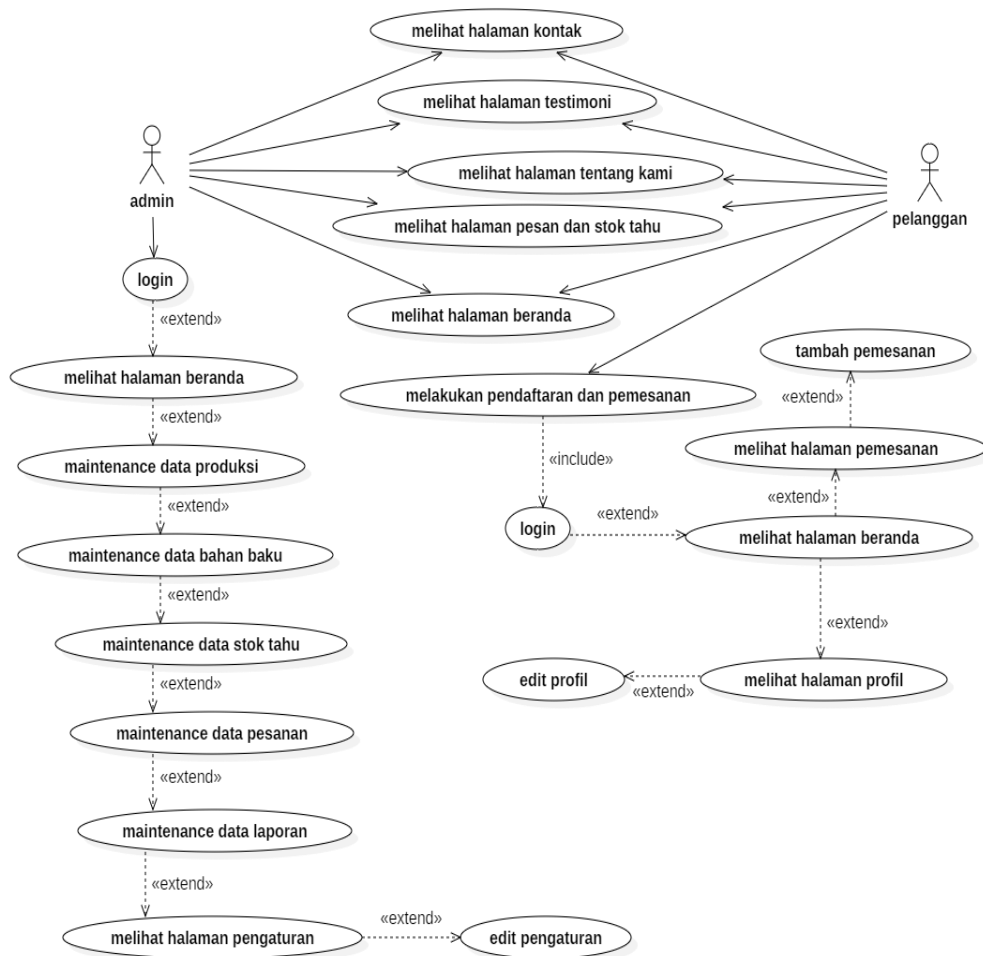 melihat halaman kontak
melihat halaman testimoni
melihat halaman tentang kami
admin
melihat halaman pesan dan stok tahu
pelanggan
login
«extend»
melihat halaman beranda
tambah pemesanan
melihat halaman beranda
melakukan pendaftaran dan pemesanan
«extend»
«extend»
melihat halaman pemesanan
«include»
maintenance data produksi
«extend»
«extend»
«extend»
login
melihat halaman beranda
maintenance data bahan baku
«extend»
«extend»
maintenance data stok tahu
«extend»
edit profil
«extend»
melihat halaman profil
maintenance data pesanan
«extend»
maintenance data laporan
«extend»
«extend»
melihat halaman pengaturan
edit pengaturan